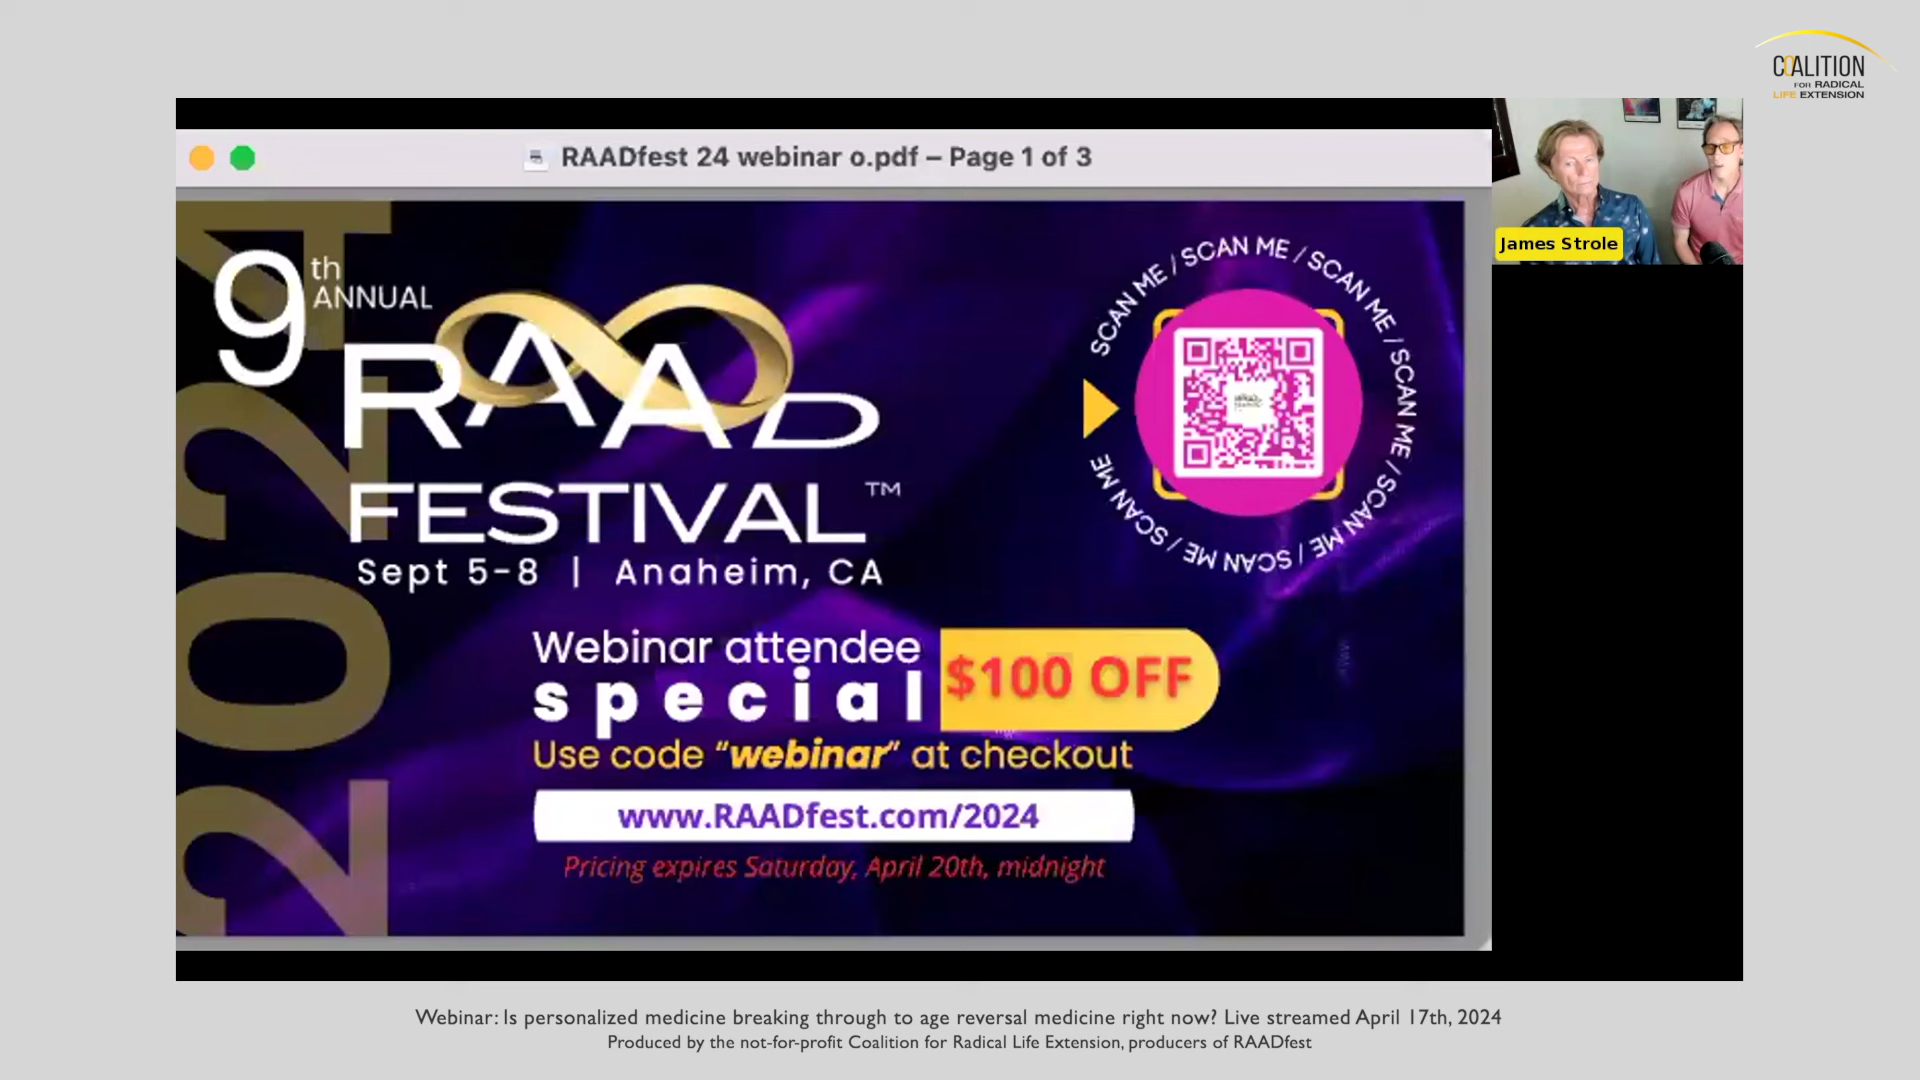 COALITION
FOR RADICAL
LIFE EXTENSION
RAADfest 24 webinar o.pdf – Page 1 of 3
James Strole
2024
9th
ANNUAL
RAAD
FESTIVAL™
Sept 5-8 | Anaheim, CA
SCAN ME / SCAN ME / SCAN ME / SCAN ME / SCAN ME / SCAN ME / SCAN ME / SCAN ME
Webinar attendee
special
$100 OFF
Use code “webinar” at checkout
www.RAADfest.com/2024
Pricing expires Saturday, April 20th, midnight
Webinar: Is personalized medicine breaking through to age reversal medicine right now? Live streamed April 17th, 2024
Produced by the not-for-profit Coalition for Radical Life Extension, producers of RAADfest